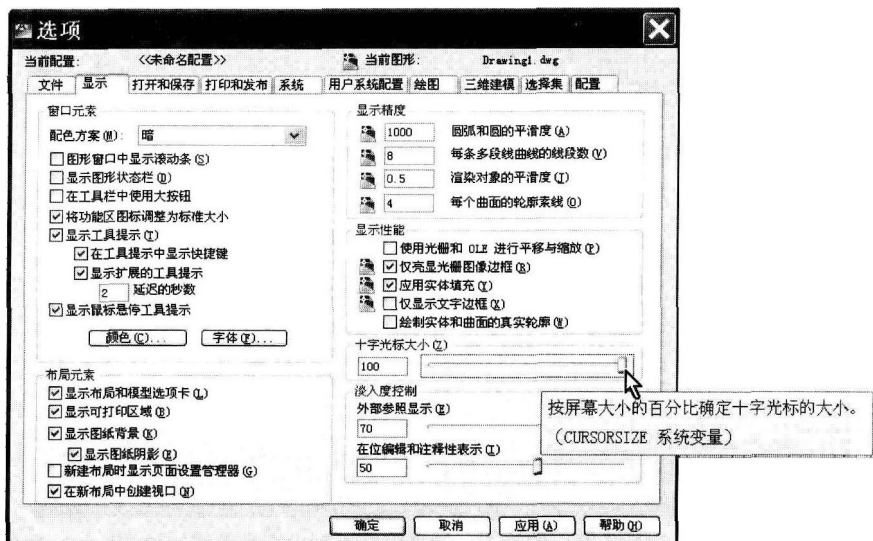 选项
当前配置: <<未命名配置>> 当前图形: Drawing1.dwg
文件 显示 打开和保存 打印和发布 系统 用户系统配置 绘图 三维建模 选择集 配置
窗口元素
配色方案(M): 暗
图形窗口中显示滚动条(S)
显示图形状态栏(D)
在工具栏中使用大按钮
将功能区图标调整为标准大小
显示工具提示(T)
在工具提示中显示快捷键
显示扩展的工具提示
2 延迟的秒数
显示鼠标悬停工具提示
颜色(C)... 字体(F)...
布局元素
显示布局和模型选项卡(L)
显示可打印区域(B)
显示图纸背景(K)
显示图纸阴影(E)
新建布局时显示页面设置管理器(G)
在新布局中创建视口(N)
显示精度
1000 圆弧和圆的平滑度(A)
8 每条多段线曲线的线段数(V)
0.5 渲染对象的平滑度(J)
4 每个曲面的轮廓素线(O)
显示性能
使用光栅和 OLE 进行平移与缩放(P)
仅亮显光栅图像边框(R)
应用实体填充(Y)
仅显示文字边框(X)
绘制实体和曲面的真实轮廓(W)
十字光标大小(Z)
100
淡入度控制
外部参照显示(E)
70
在位编辑和注释性表示(I)
50
按屏幕大小的百分比确定十字光标的大小。
（CURSORSIZE 系统变量）
确定 取消 应用(A) 帮助(H)